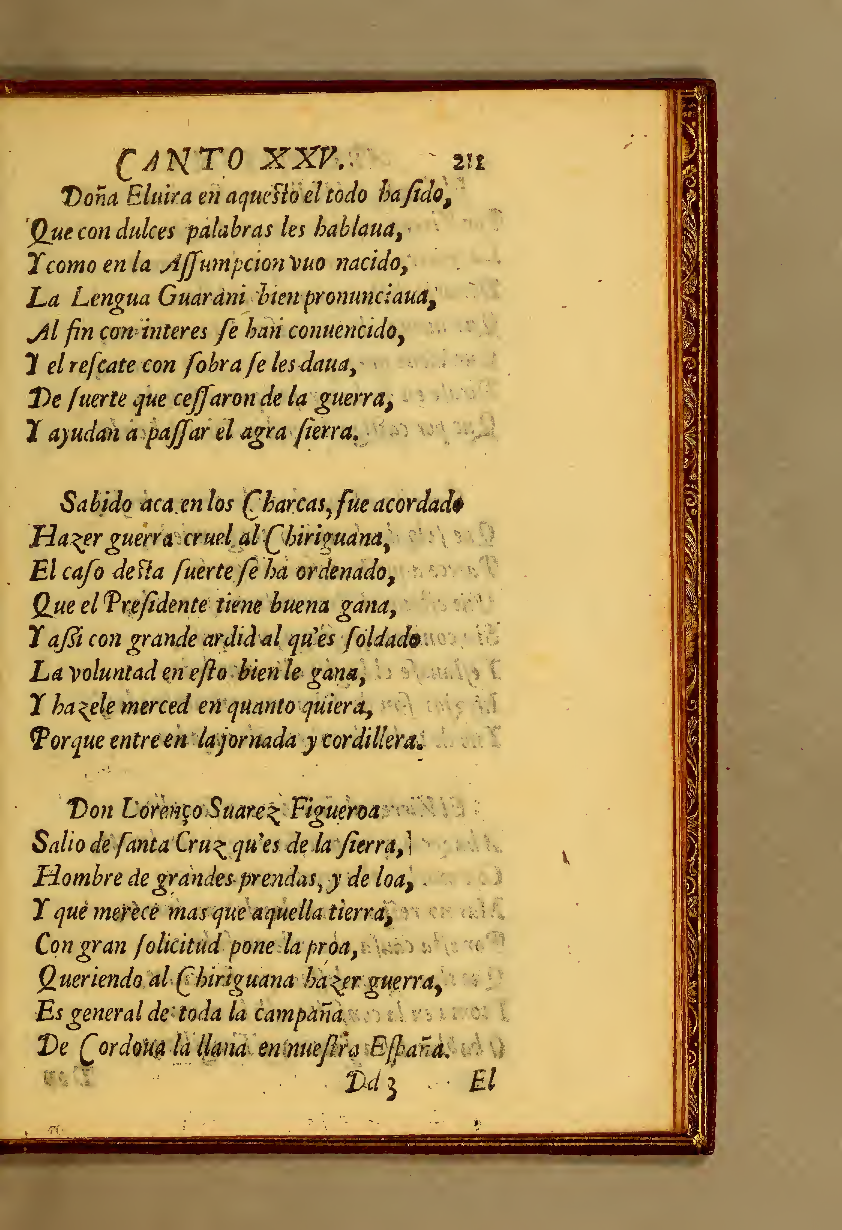 CANTO XXV. 211
Doña Eluira en aquesto el todo ha ſido,
Que con dulces palabras les hablaua,
Y como en la Aſſumpcion vuo nacido,
La Lengua Guarani bien pronunciaua,
Al fin con interes ſe han conuencido,
Y el reſcate con ſobra ſe les daua,
De ſuerte que ceſſaron de la guerra,
Y ayudan a paſſar el agra ſierra.

Sabido aca en los Charcas, fue acordado
Hazer guerra cruel al Chiriguana,
El caſo deſta ſuerte ſe ha ordenado,
Que el Preſidente tiene buena gana,
Y aſsi con grande ardid al qu'es ſoldado
La voluntad en eſto bien le gana,
Y hazele merced en quanto quiera,
Porque entre en la jornada y cordillera.

Don Lorenço Suarez Figueroa
Salio de ſanta Cruz qu'es de la ſierra,
Hombre de grandes prendas, y de loa,
Y que merece mas que aquella tierra,
Con gran ſolicitud pone la proa,
Queriendo al Chiriguana hazer guerra,
Es general de toda la campaña
De Cordoua la llana en nueſtra Eſpaña.
Dd 3 El